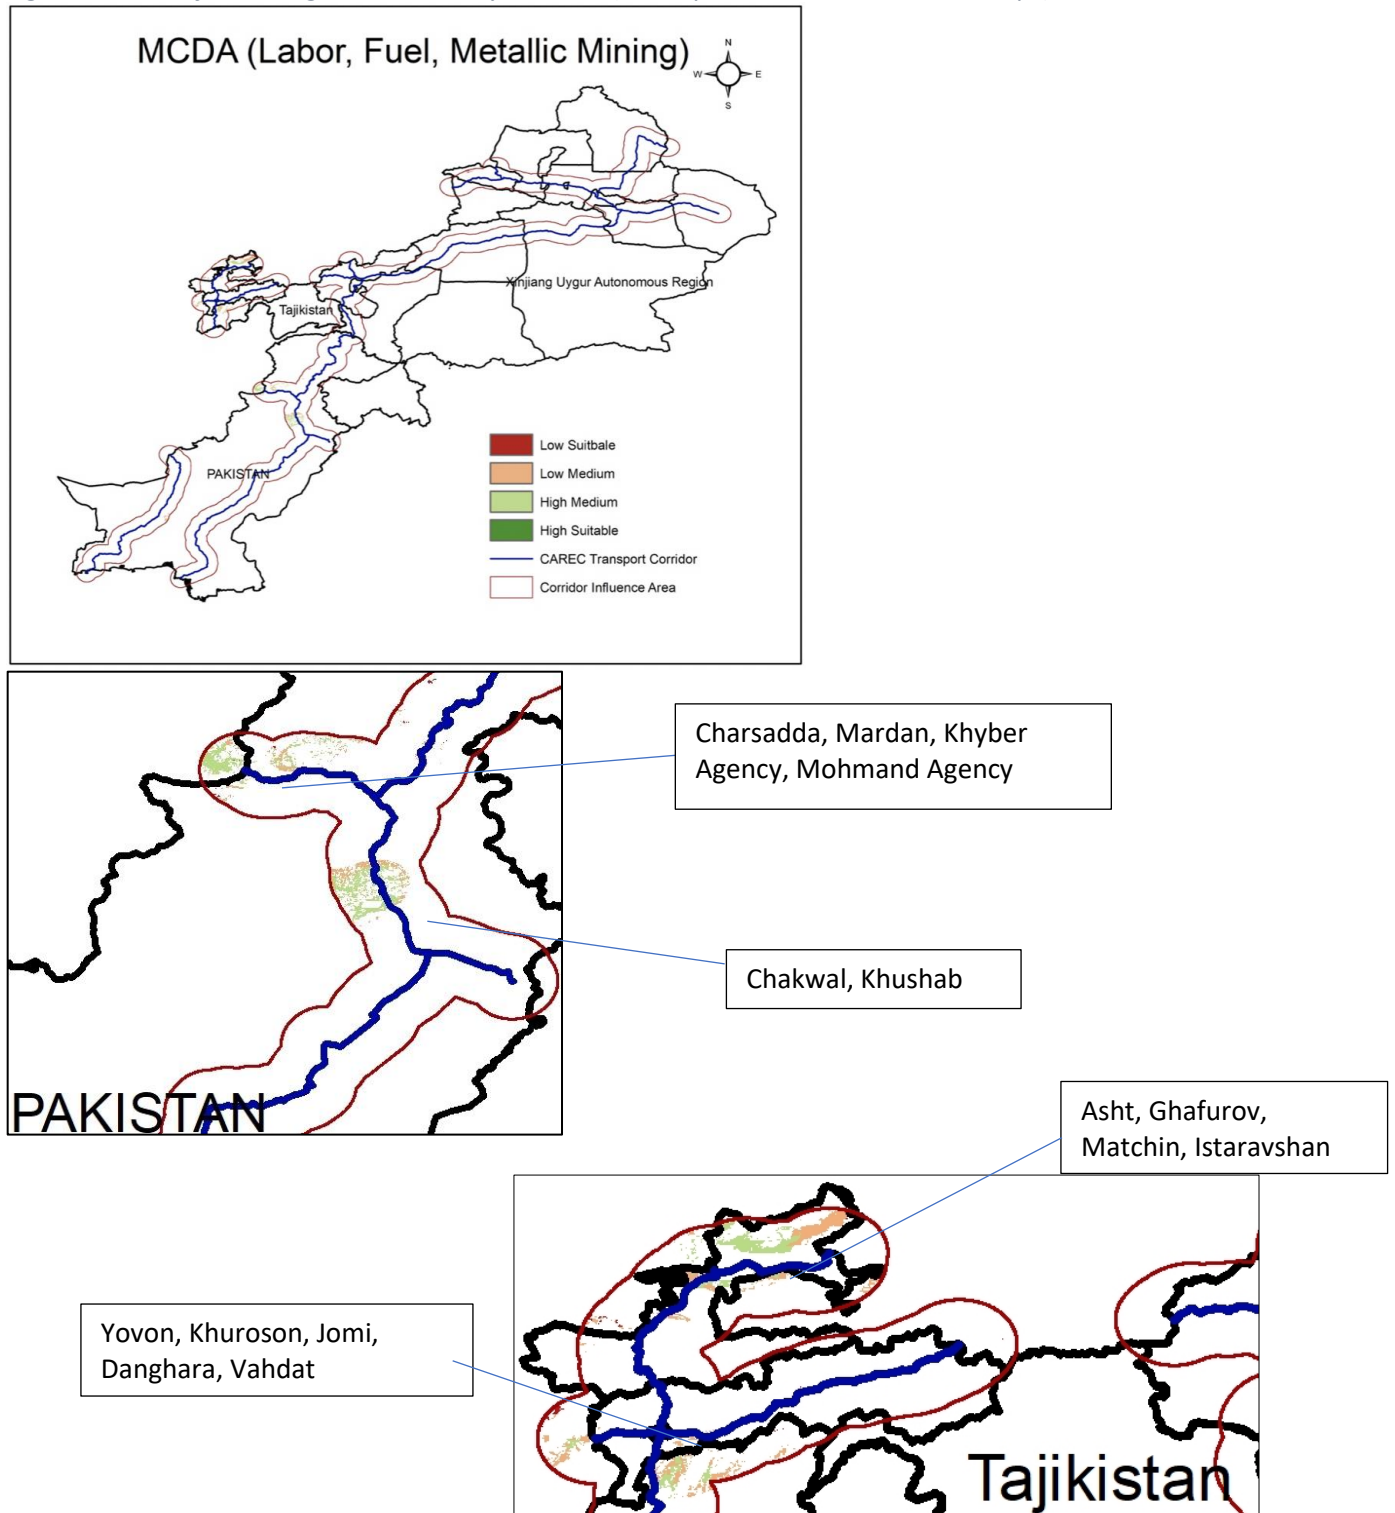 MCDA (Labor, Fuel, Metallic Mining)
N
W
E
S
Xinjiang Uygur Autonomous Region
Tajikistan
PAKISTAN
Low Suitbale
Low Medium
High Medium
High Suitable
CAREC Transport Corridor
Corridor Influence Area
Charsadda, Mardan, Khyber
Agency, Mohmand Agency
Chakwal, Khushab
PAKISTAN
Asht, Ghafurov,
Matchin, Istaravshan
Yovon, Khuroson, Jomi,
Danghara, Vahdat
Tajikistan